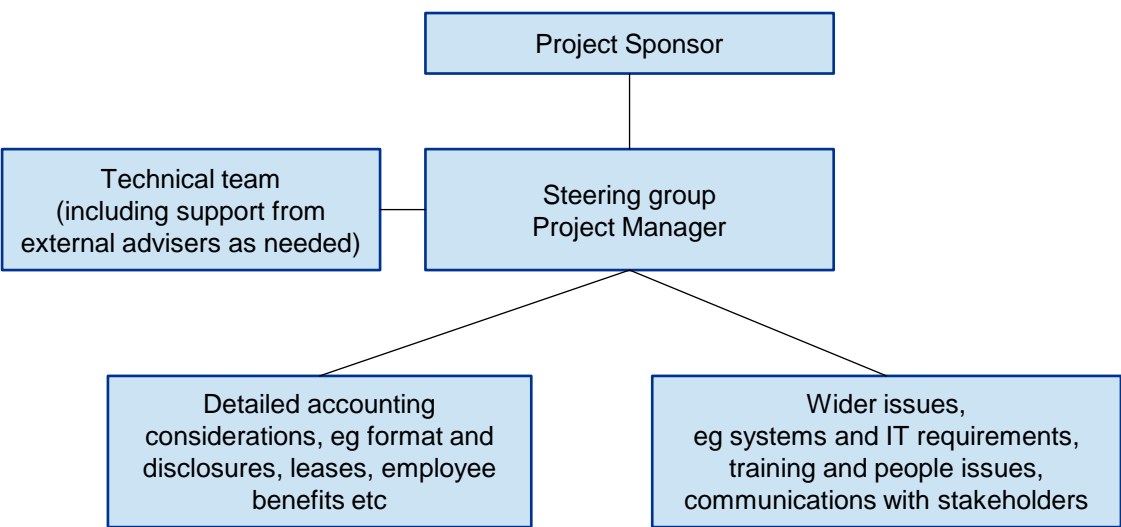 Project Sponsor
Technical team
(including support from
external advisers as needed)
Steering group
Project Manager
Detailed accounting
considerations, eg format and
disclosures, leases, employee
benefits etc
Wider issues,
eg systems and IT requirements,
training and people issues,
communications with stakeholders